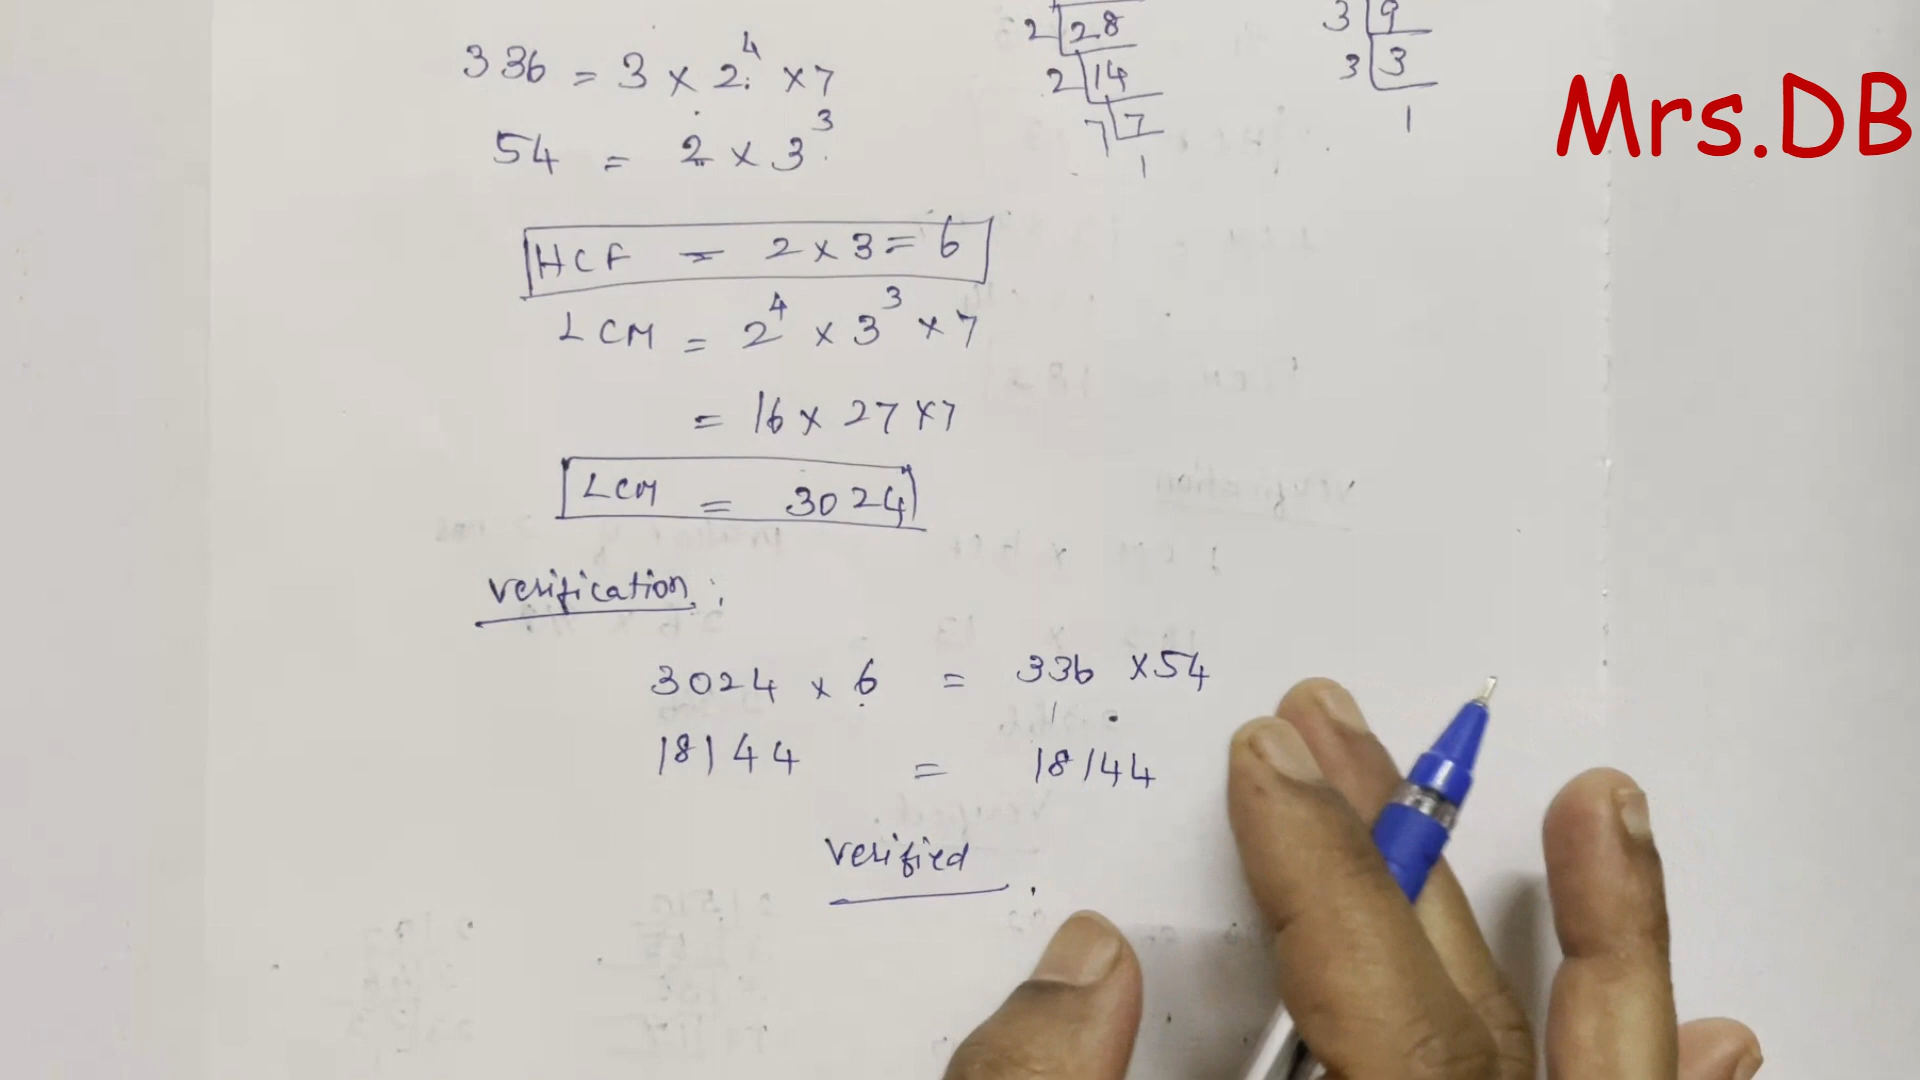 336 = 3 × 2⁴ × 7
54 = 2 × 3³
2 28
2 14
7 7
1
3 9
3 3
1
Mrs.DB
HCF = 2 × 3 = 6
LCM = 2⁴ × 3³ × 7
= 16 × 27 × 7
LCM = 3024
Verification :
3024 × 6 = 336 × 54
18144 = 18144
Verified .